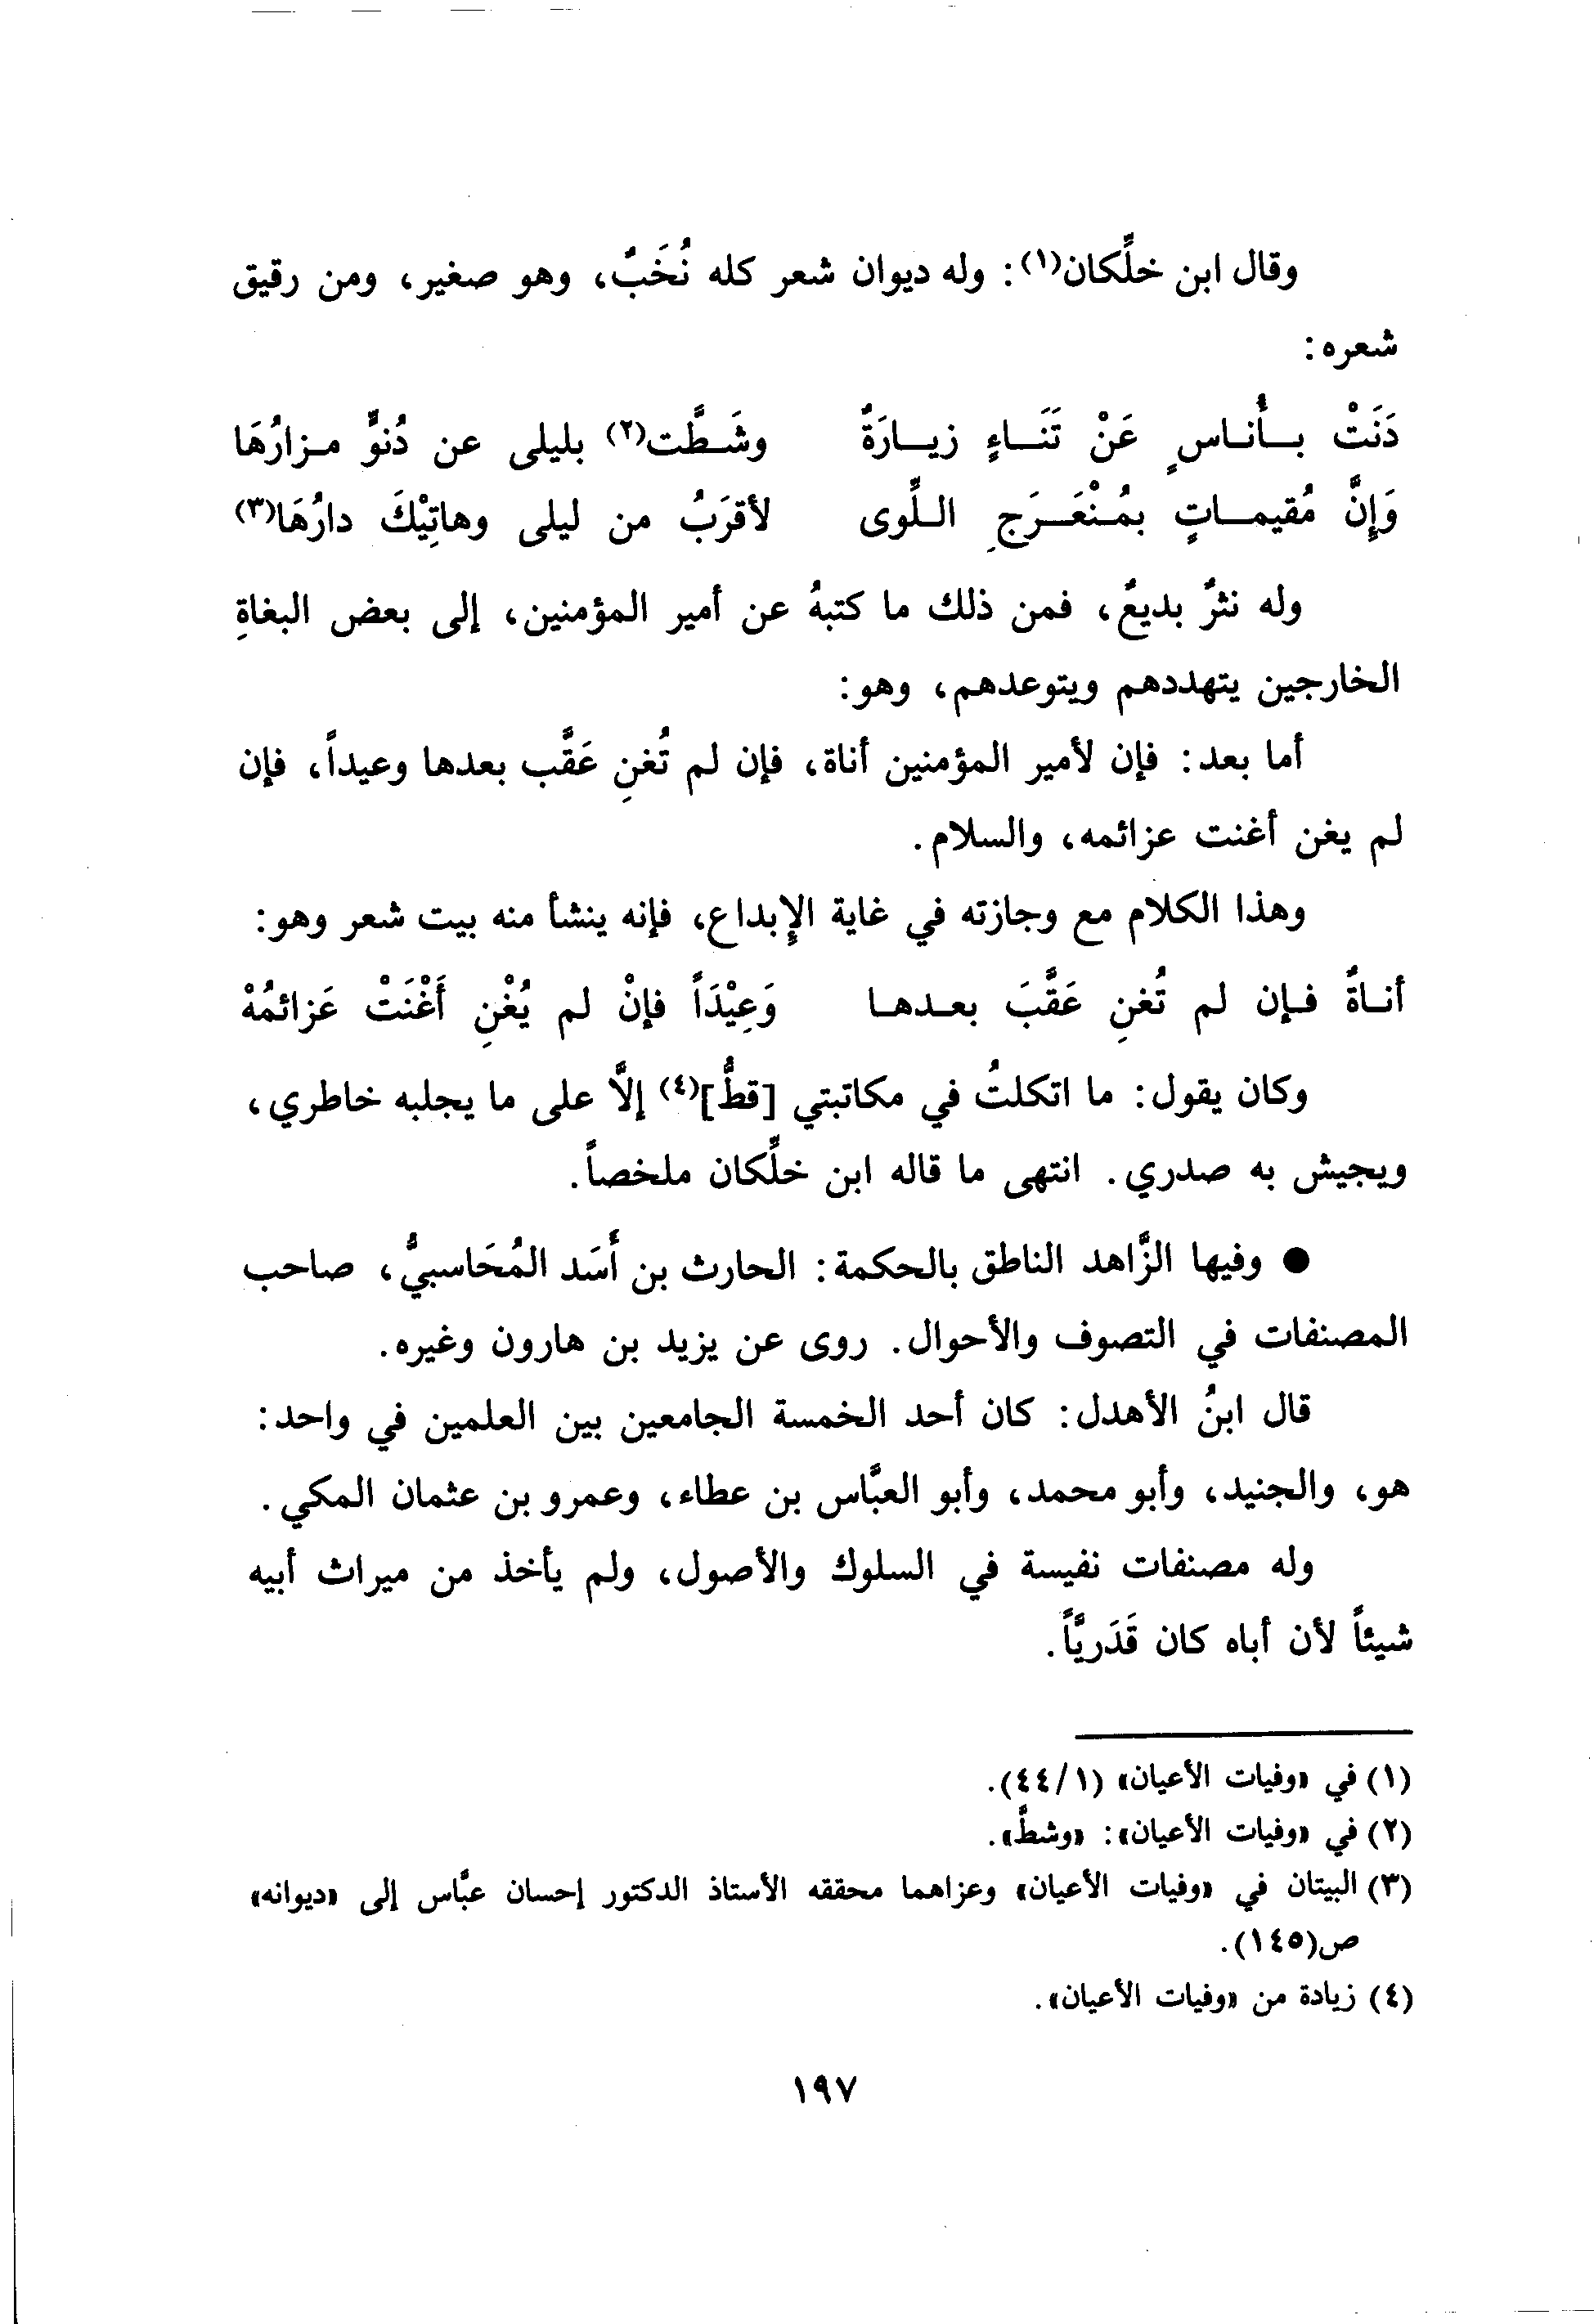 وقال ابن خلِّكان(١): وله ديوان شعر كله نُخَبٌ، وهو صغير، ومن رقيق
شعره:
دَنَتْ بأُناسٍ عَنْ تَنَاءٍ زيارَةٌ وشَطَّت(٢) بليلى عن دُنوٍّ مزارُهَا
وَإِنَّ مُقيماتٍ بمُنْعَرَجِ اللِّوى لأقرَبُ من ليلى وهاتِيْكَ دارُهَا(٣)
وله نثرٌ بديعٌ، فمن ذلك ما كتبهُ عن أمير المؤمنين، إلى بعض البغاةِ
الخارجين يتهددهم ويتوعدهم، وهو:
أما بعد: فإن لأمير المؤمنين أناة، فإن لم تُغنِ عَقَّب بعدها وعيداً، فإن
لم يغن أغنت عزائمه، والسلام.
وهذا الكلام مع وجازته في غاية الإبداع، فإنه ينشأ منه بيت شعر وهو:
أناةٌ فإن لم تُغنِ عَقَّبَ بعدها وَعِيْدَاً فإنْ لم يُغْنِ أَغْنَتْ عَزائمُهْ
وكان يقول: ما اتكلتُ في مكاتبتي [قطُّ](٤) إلَّا على ما يجلبه خاطري،
ويجيش به صدري. انتهى ما قاله ابن خلِّكان ملخصاً.
● وفيها الزَّاهد الناطق بالحكمة: الحارث بن أَسَد المُحَاسبيُّ، صاحب
المصنفات في التصوف والأحوال. روى عن يزيد بن هارون وغيره.
قال ابنُ الأهدل: كان أحد الخمسة الجامعين بين العلمين في واحد:
هو، والجنيد، وأبو محمد، وأبو العبَّاس بن عطاء، وعمرو بن عثمان المكي.
وله مصنفات نفيسة في السلوك والأصول، ولم يأخذ من ميراث أبيه
شيئاً لأن أباه كان قَدَريَّاً.
(١) في «وفيات الأعيان» (١/٤٤).
(٢) في «وفيات الأعيان»: «وشطَّ».
(٣) البيتان في «وفيات الأعيان» وعزاهما محققه الأستاذ الدكتور إحسان عبَّاس إلى «ديوانه»
ص(١٤٥).
(٤) زيادة من «وفيات الأعيان».
١٩٧